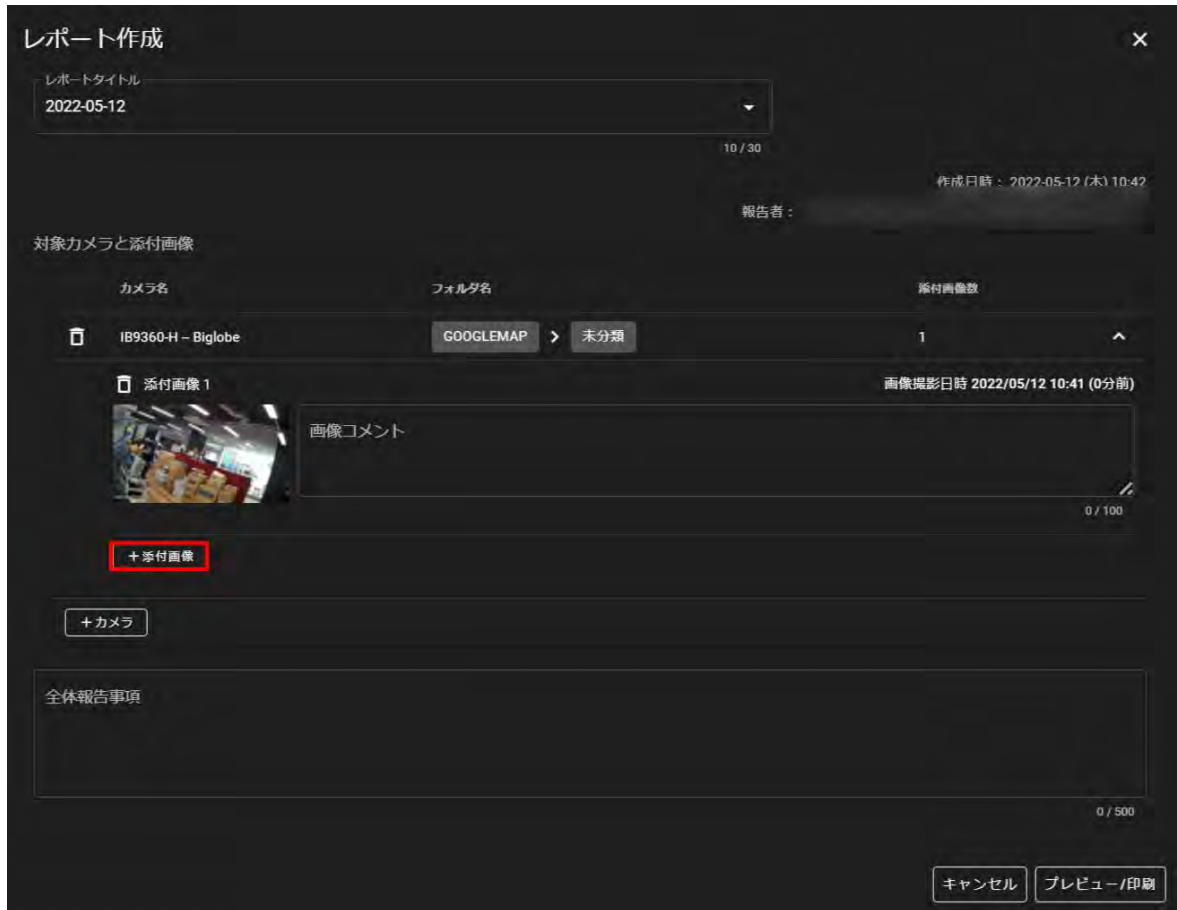 レポート作成
レポートタイトル
2022-05-12
10 / 30
作成日時： 2022-05-12 (木) 10:42
報告者：
対象カメラと添付画像
カメラ名 フォルダ名 添付画像数
IB9360-H – Biglobe GOOGLEMAP 未分類 1
添付画像 1 画像撮影日時 2022/05/12 10:41 (0分前)
画像コメント
0 / 100
＋添付画像
＋カメラ
全体報告事項
0 / 500
キャンセル プレビュー/印刷